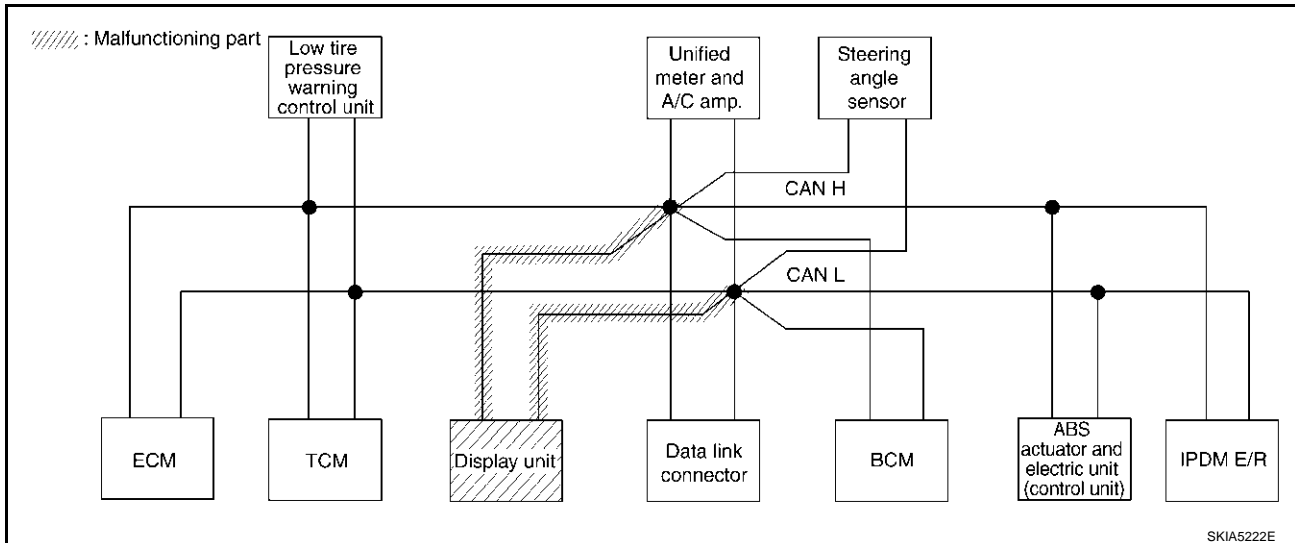 : Malfunctioning part
Low tire
pressure
warning
control unit
Unified
meter and
A/C amp.
Steering
angle
sensor
CAN H
CAN L
ECM
TCM
Display unit
Data link
connector
BCM
ABS
actuator and
electric unit
(control unit)
IPDM E/R
SKIA5222E